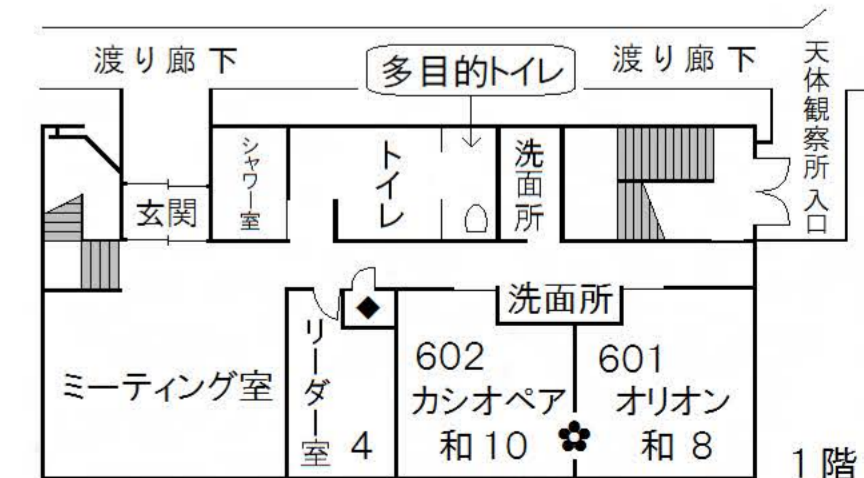 渡り廊下
多目的トイレ
渡り廊下
天体観察所入口
シャワー室
トイレ
洗面所
玄関
洗面所
ミーティング室
リーダー室 4
602
カシオペア
和10
601
オリオン
和8
1階